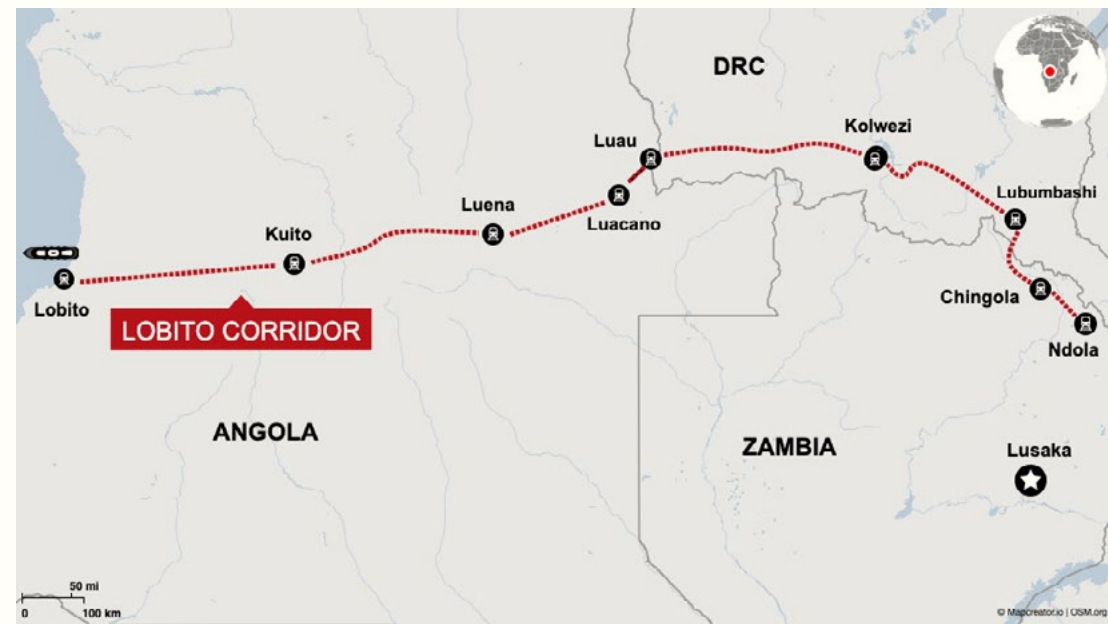 DRC
Kolwezi
Luau
Lubumbashi
Luena
Luacano
Kuito
Chingola
Lobito
LOBITO CORRIDOR
Ndola
ANGOLA
ZAMBIA
Lusaka
50 mi
0 100 km
© Mapcreator.io | OSM.org